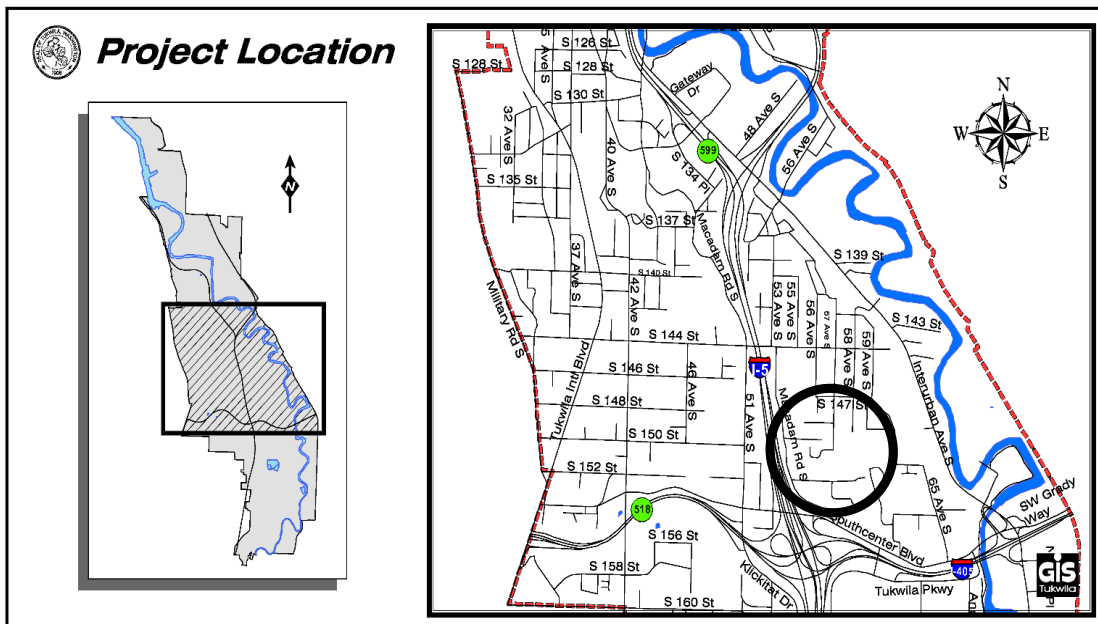 Project Location
SEAL OF TUKWILA, WASHINGTON
1908
N
S 126 St
S 128 St
S 128 St
S 130 St
Gateway
Dr
32 Ave S
40 Ave S
48 Ave S
56 Ave S
N
W
E
S
599
S 134 Pl
S 135 St
S 137 St
Macadam Rd S
S 139 St
37 Ave S
S 140 St
42 Ave S
Military Rd S
53 Ave S
55 Ave S
56 Ave S
57 Ave S
58 Ave S
59 Ave S
S 143 St
S 144 St
Tukwila Intl Blvd
S 146 St
46 Ave S
I-5
Interurban Ave S
S 148 St
51 Ave S
Macadam Rd S
S 147 St
S 150 St
S 152 St
65 Ave S
SW Grady
Way
518
Southcenter Blvd
S 156 St
S 158 St
Klickitat Dr
I-405
Tukwila Pkwy
S 160 St
GIS
Tukwila